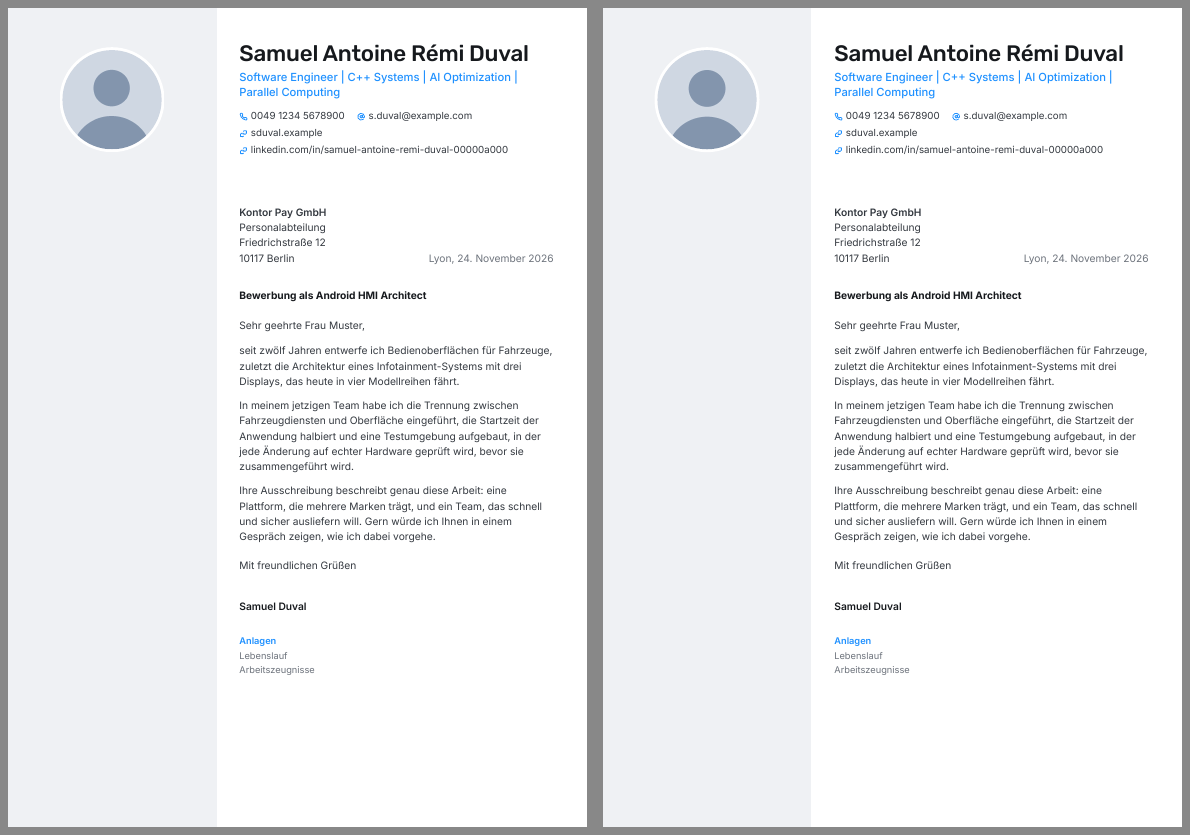 Samuel Antoine Rémi Duval
Software Engineer | C++ Systems | AI Optimization |
Parallel Computing
0049 1234 5678900 s.duval@example.com
sduval.example
linkedin.com/in/samuel-antoine-remi-duval-00000a000
Kontor Pay GmbH
Personalabteilung
Friedrichstraße 12
10117 Berlin Lyon, 24. November 2026
Bewerbung als Android HMI Architect
Sehr geehrte Frau Muster,
seit zwölf Jahren entwerfe ich Bedienoberflächen für Fahrzeuge,
zuletzt die Architektur eines Infotainment-Systems mit drei
Displays, das heute in vier Modellreihen fährt.
In meinem jetzigen Team habe ich die Trennung zwischen
Fahrzeugdiensten und Oberfläche eingeführt, die Startzeit der
Anwendung halbiert und eine Testumgebung aufgebaut, in der
jede Änderung auf echter Hardware geprüft wird, bevor sie
zusammengeführt wird.
Ihre Ausschreibung beschreibt genau diese Arbeit: eine
Plattform, die mehrere Marken trägt, und ein Team, das schnell
und sicher ausliefern will. Gern würde ich Ihnen in einem
Gespräch zeigen, wie ich dabei vorgehe.
Mit freundlichen Grüßen
Samuel Duval
Anlagen
Lebenslauf
Arbeitszeugnisse
Samuel Antoine Rémi Duval
Software Engineer | C++ Systems | AI Optimization |
Parallel Computing
0049 1234 5678900 s.duval@example.com
sduval.example
linkedin.com/in/samuel-antoine-remi-duval-00000a000
Kontor Pay GmbH
Personalabteilung
Friedrichstraße 12
10117 Berlin Lyon, 24. November 2026
Bewerbung als Android HMI Architect
Sehr geehrte Frau Muster,
seit zwölf Jahren entwerfe ich Bedienoberflächen für Fahrzeuge,
zuletzt die Architektur eines Infotainment-Systems mit drei
Displays, das heute in vier Modellreihen fährt.
In meinem jetzigen Team habe ich die Trennung zwischen
Fahrzeugdiensten und Oberfläche eingeführt, die Startzeit der
Anwendung halbiert und eine Testumgebung aufgebaut, in der
jede Änderung auf echter Hardware geprüft wird, bevor sie
zusammengeführt wird.
Ihre Ausschreibung beschreibt genau diese Arbeit: eine
Plattform, die mehrere Marken trägt, und ein Team, das schnell
und sicher ausliefern will. Gern würde ich Ihnen in einem
Gespräch zeigen, wie ich dabei vorgehe.
Mit freundlichen Grüßen
Samuel Duval
Anlagen
Lebenslauf
Arbeitszeugnisse